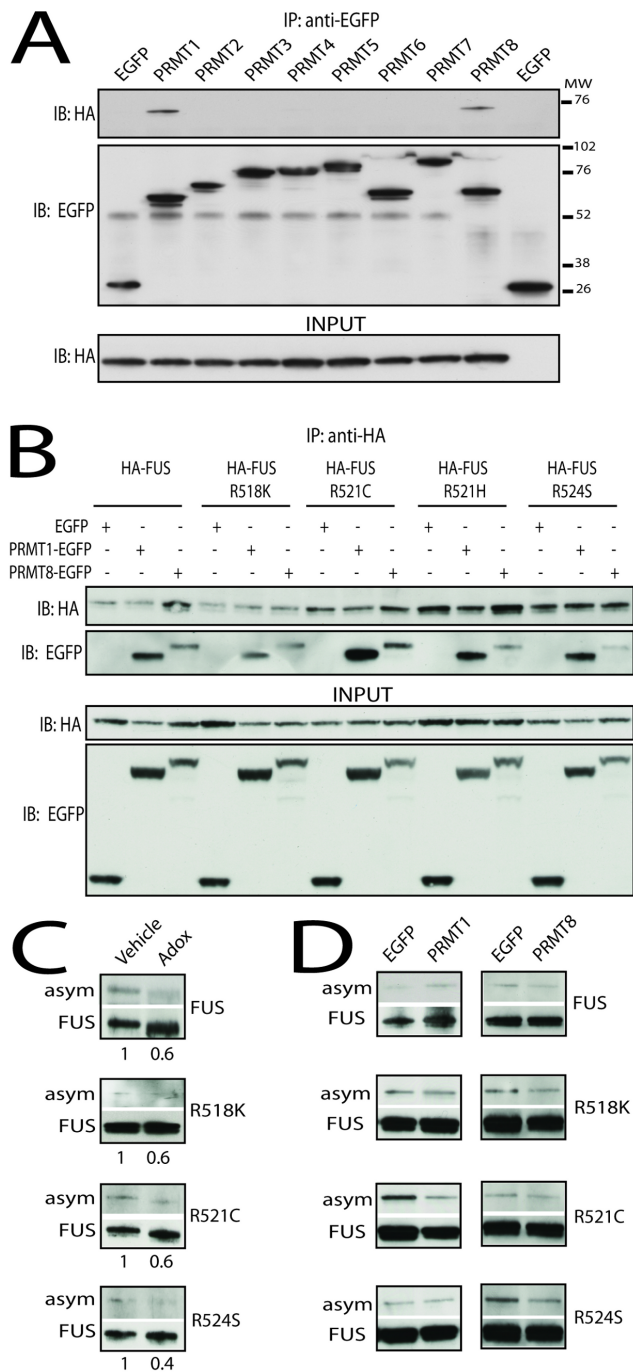 A
IP: anti-EGFP
EGFP PRMT1 PRMT2 PRMT3 PRMT4 PRMT5 PRMT6 PRMT7 PRMT8 EGFP
MW
IB: HA
76
IB: EGFP
102
76
52
38
26
INPUT
IB: HA
B
IP: anti-HA
HA-FUS HA-FUS HA-FUS HA-FUS HA-FUS
R518K R521C R521H R524S
EGFP + - - + - - + - - + - - + - -
PRMT1-EGFP - + - - + - - + - - + - - + -
PRMT8-EGFP - - + - - + - - + - - + - - +
IB: HA
IB: EGFP
INPUT
IB: HA
IB: EGFP
C
Vehicle Adox
asym
FUS
FUS
1 0.6
asym
FUS
R518K
1 0.6
asym
FUS
R521C
1 0.6
asym
FUS
R524S
1 0.4
D
EGFP PRMT1 EGFP PRMT8
asym
FUS
FUS
asym
FUS
R518K
asym
FUS
R521C
asym
FUS
R524S